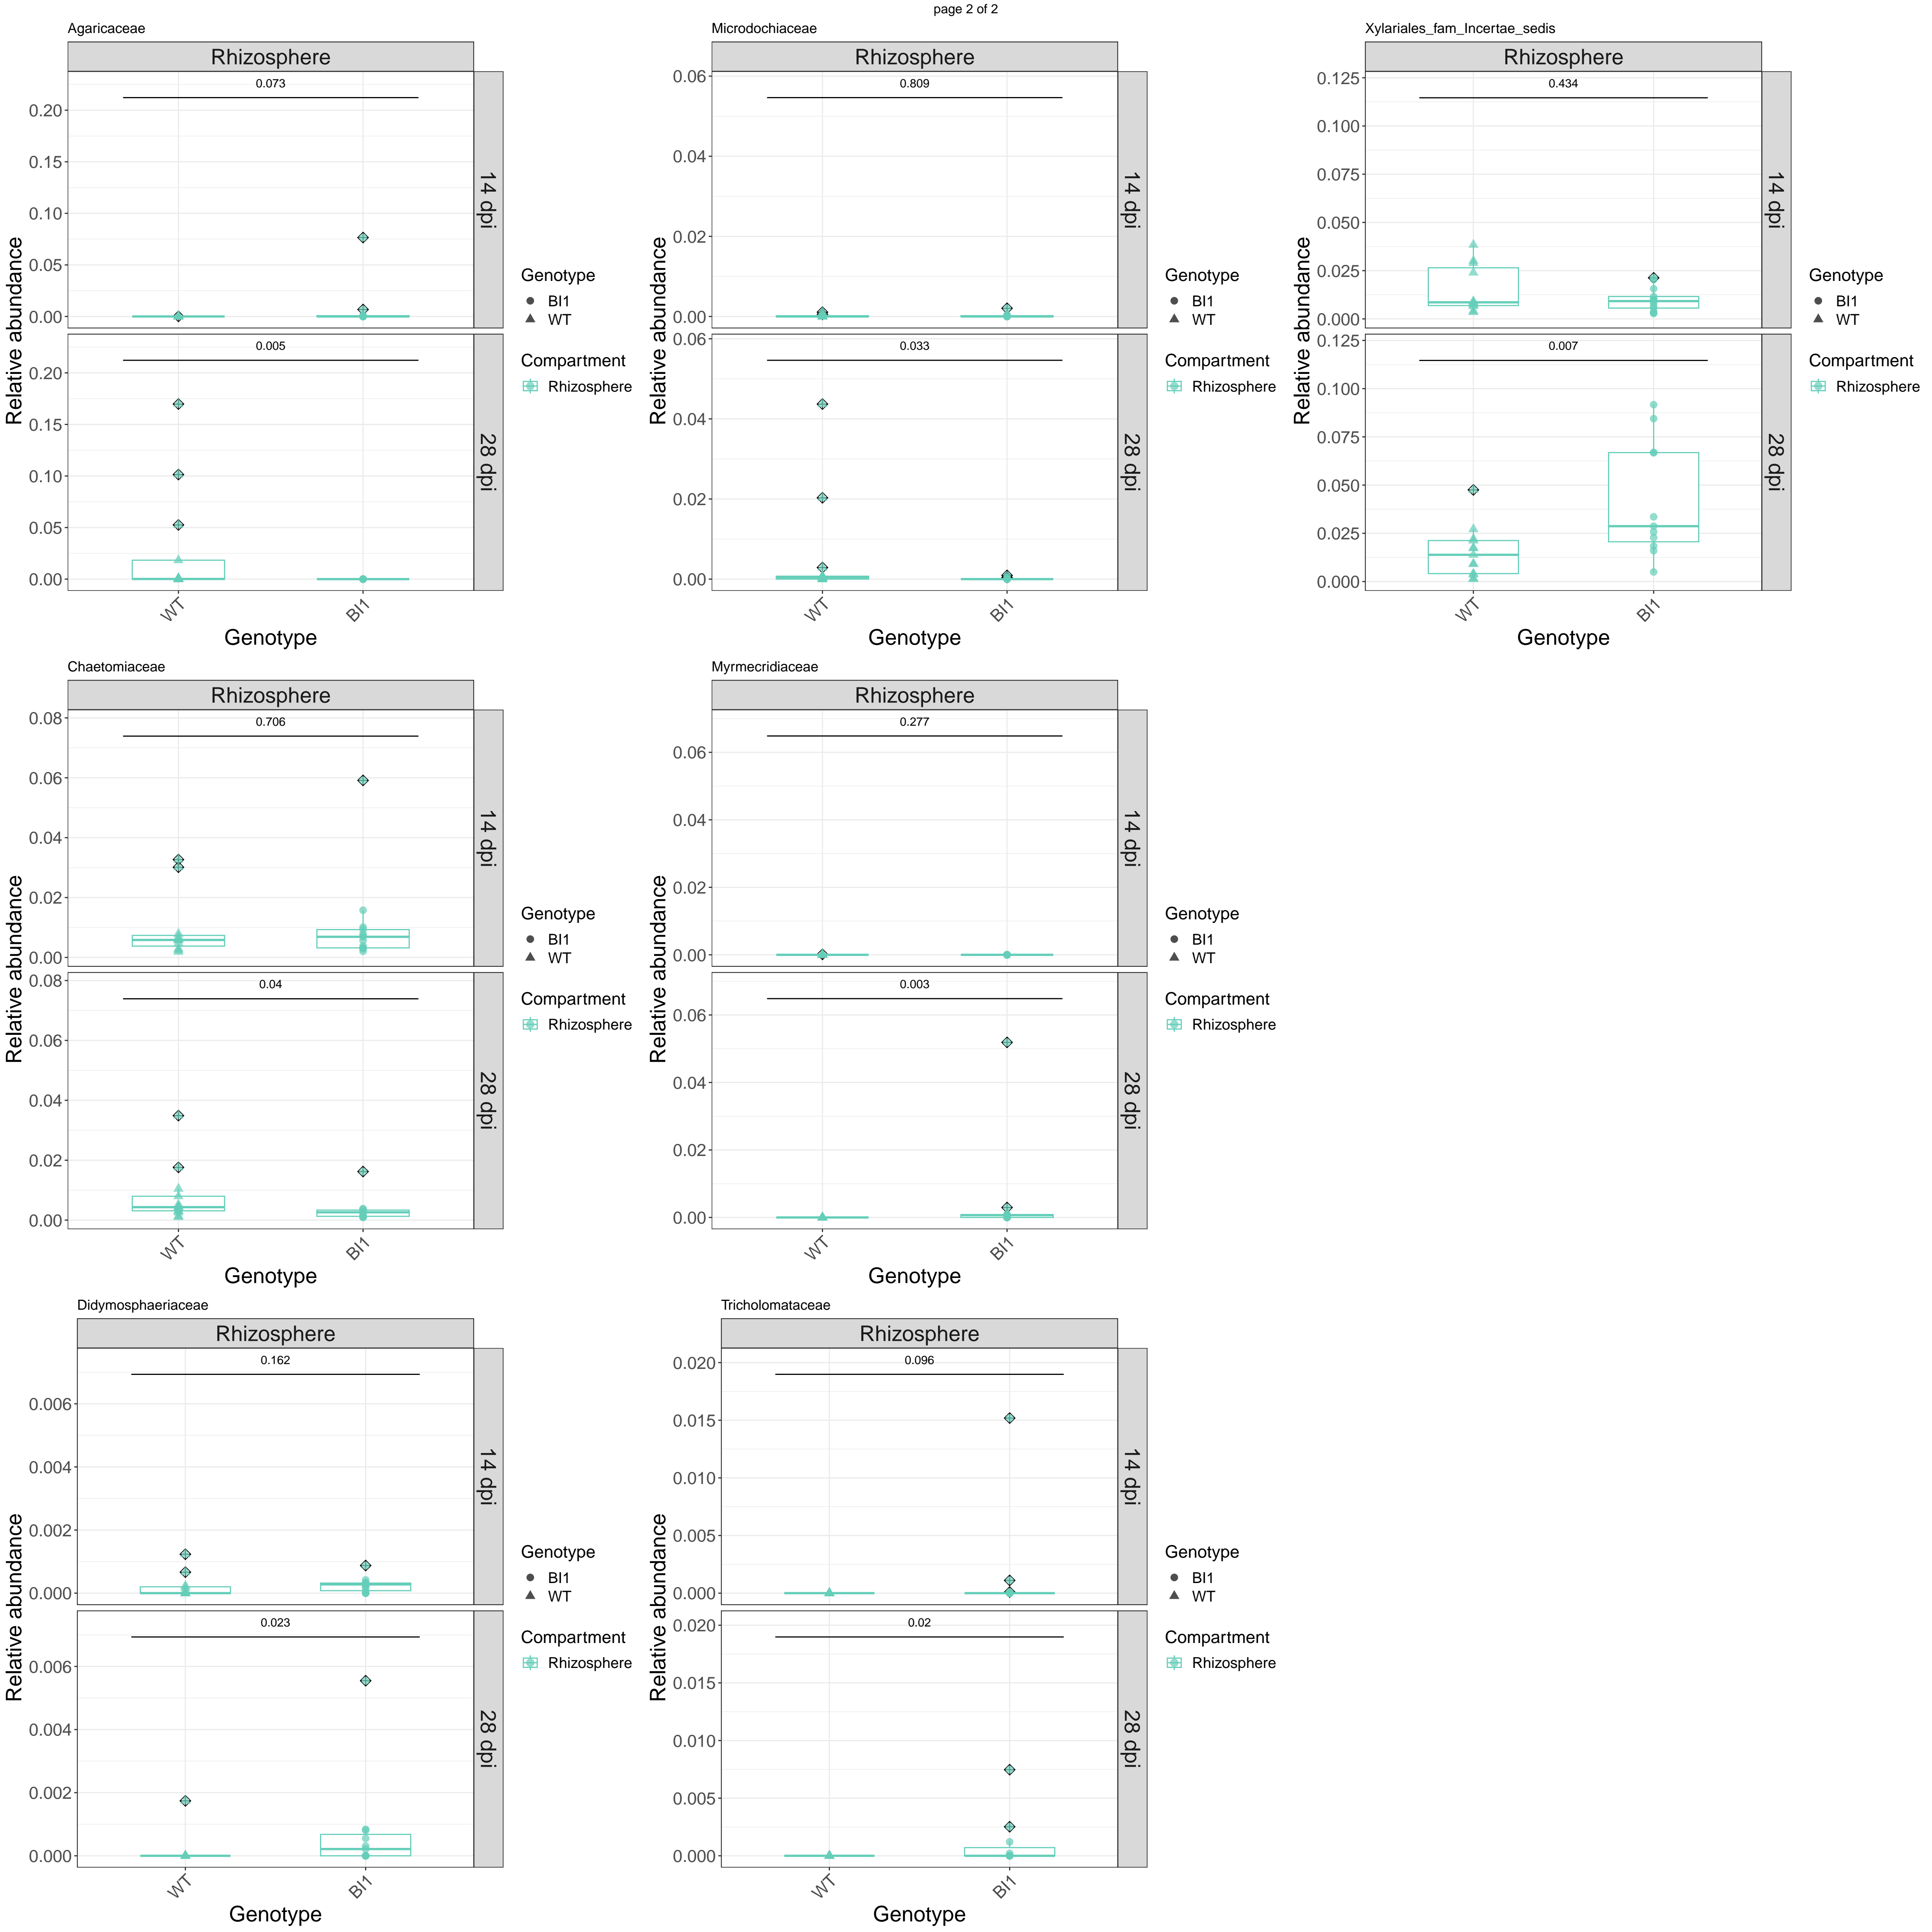 page 2 of 2
Agaricaceae
Rhizosphere
0.073
0.20
0.15
0.10
0.05
0.00
14 dpi
0.005
0.20
0.15
0.10
0.05
0.00
28 dpi
WT
BI1
Genotype
Relative abundance
Genotype
BI1
WT
Compartment
Rhizosphere
Microdochiaceae
Rhizosphere
0.809
0.06
0.04
0.02
0.00
14 dpi
0.033
0.06
0.04
0.02
0.00
28 dpi
WT
BI1
Genotype
Relative abundance
Genotype
BI1
WT
Compartment
Rhizosphere
Xylariales_fam_Incertae_sedis
Rhizosphere
0.434
0.125
0.100
0.075
0.050
0.025
0.000
14 dpi
0.007
0.125
0.100
0.075
0.050
0.025
0.000
28 dpi
WT
BI1
Genotype
Relative abundance
Genotype
BI1
WT
Compartment
Rhizosphere
Chaetomiaceae
Rhizosphere
0.706
0.08
0.06
0.04
0.02
0.00
14 dpi
0.04
0.08
0.06
0.04
0.02
0.00
28 dpi
WT
BI1
Genotype
Relative abundance
Genotype
BI1
WT
Compartment
Rhizosphere
Myrmecridiaceae
Rhizosphere
0.277
0.06
0.04
0.02
0.00
14 dpi
0.003
0.06
0.04
0.02
0.00
28 dpi
WT
BI1
Genotype
Relative abundance
Genotype
BI1
WT
Compartment
Rhizosphere
Didymosphaeriaceae
Rhizosphere
0.162
0.006
0.004
0.002
0.000
14 dpi
0.023
0.006
0.004
0.002
0.000
28 dpi
WT
BI1
Genotype
Relative abundance
Genotype
BI1
WT
Compartment
Rhizosphere
Tricholomataceae
Rhizosphere
0.096
0.020
0.015
0.010
0.005
0.000
14 dpi
0.02
0.020
0.015
0.010
0.005
0.000
28 dpi
WT
BI1
Genotype
Relative abundance
Genotype
BI1
WT
Compartment
Rhizosphere